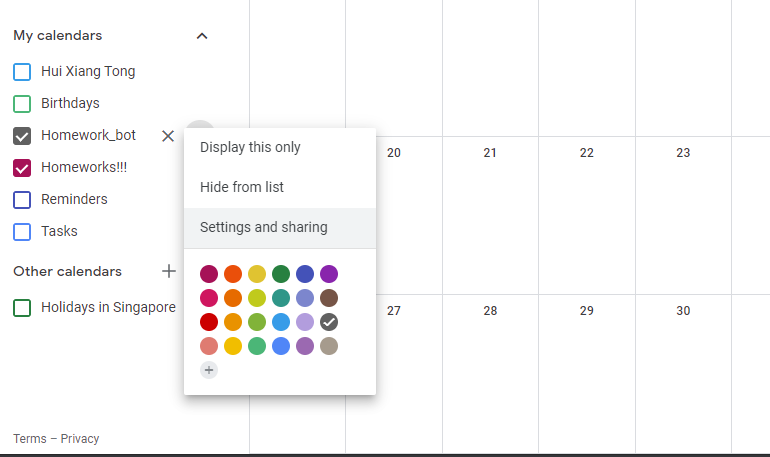 My calendars
Hui Xiang Tong
Birthdays
Homework_bot
Homeworks!!!
Reminders
Tasks
Other calendars
Holidays in Singapore
Terms – Privacy
Display this only
Hide from list
Settings and sharing
20 21 22 23
27 28 29 30